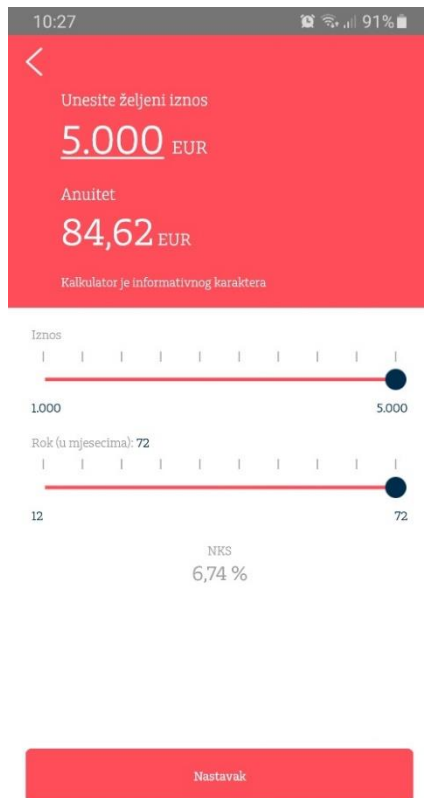 10:27 91%
Unesite željeni iznos
5.000 EUR
Anuitet
84,62 EUR
Kalkulator je informativnog karaktera
Iznos
1.000 5.000
Rok (u mjesecima): 72
12 72
NKS
6,74 %
Nastavak